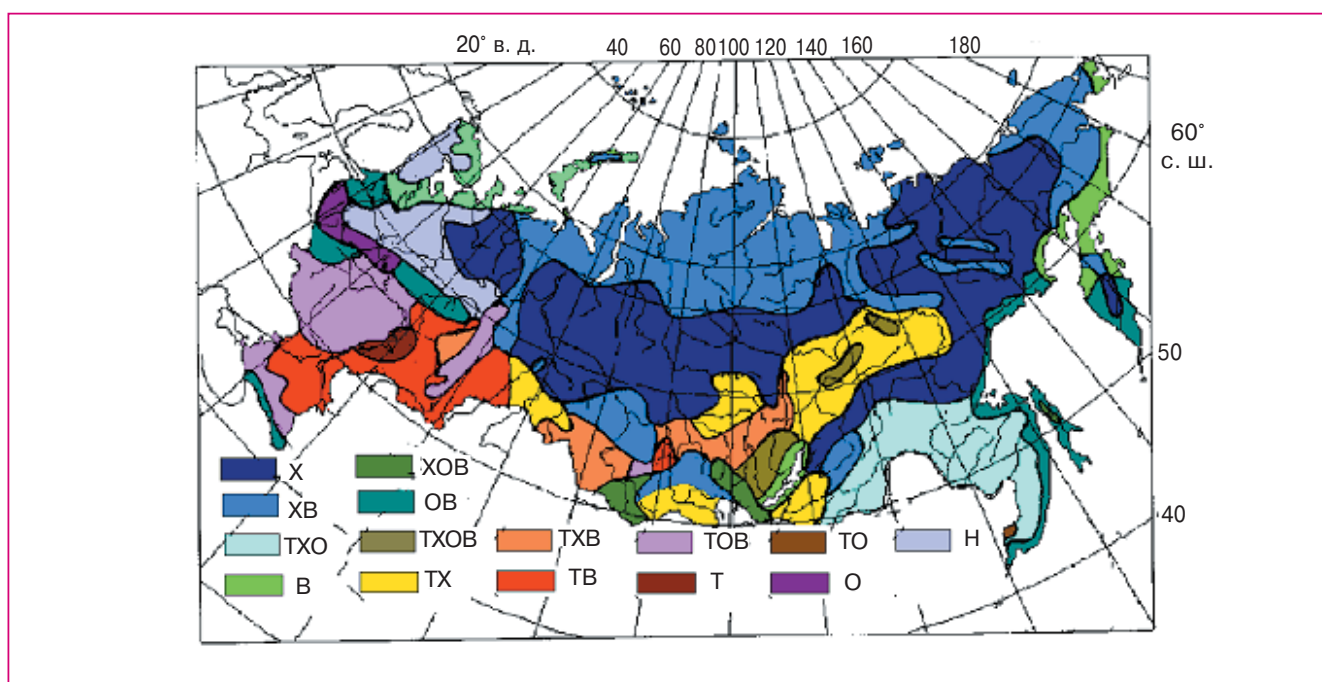 20° в. д. 40 60 80 100 120 140 160 180
60°
с. ш.
50
40
Х ХОВ
ХВ ОВ
ТХО ТХОВ ТХВ ТОВ ТО Н
В ТХ ТВ Т О